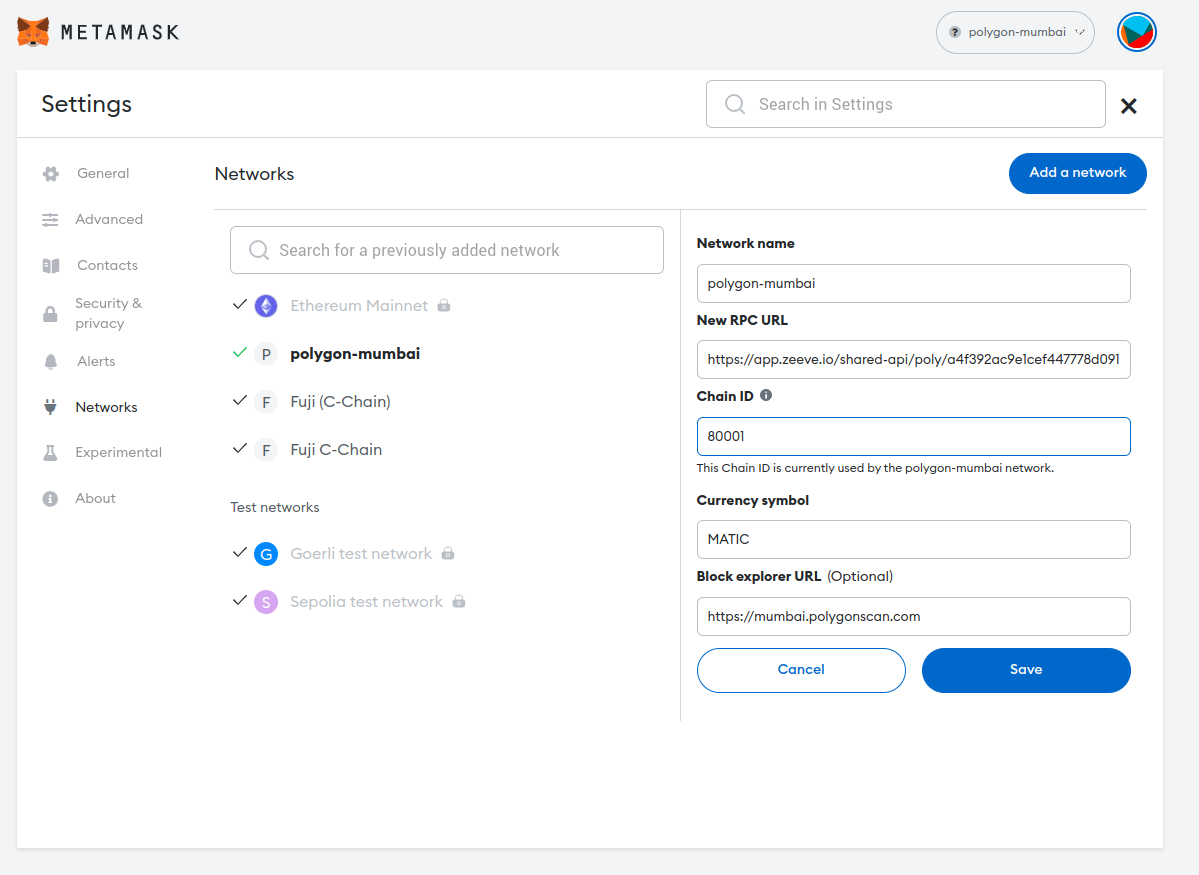 METAMASK
? polygon-mumbai
Settings
Search in Settings
General
Advanced
Contacts
Security &
privacy
Alerts
Networks
Experimental
About
Networks
Add a network
Search for a previously added network
Ethereum Mainnet
P polygon-mumbai
F Fuji (C-Chain)
F Fuji C-Chain
Test networks
G Goerli test network
S Sepolia test network
Network name
polygon-mumbai
New RPC URL
https://app.zeeve.io/shared-api/poly/a4f392ac9e1cef447778d091
Chain ID
80001
This Chain ID is currently used by the polygon-mumbai network.
Currency symbol
MATIC
Block explorer URL (Optional)
https://mumbai.polygonscan.com
Cancel
Save